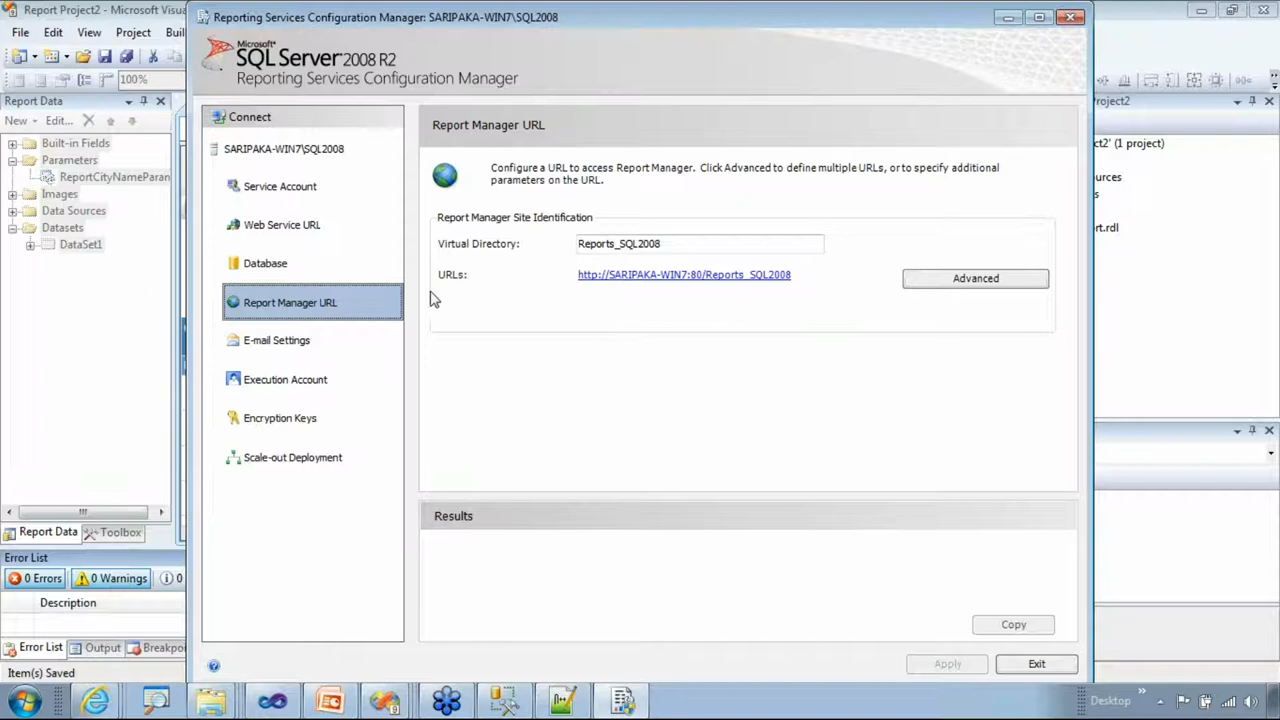 Report Project2 - Microsoft Visua
File Edit View Project Buil
100%
Report Data
New Edit...
Built-in Fields
Parameters
ReportCityNameParan
Images
Data Sources
Datasets
DataSet1
Report Data Toolbox
Error List
0 Errors 0 Warnings 0
Description
Error List Output Breakpoi
Item(s) Saved
Reporting Services Configuration Manager: SARIPAKA-WIN7\SQL2008
Microsoft®
SQL Server® 2008 R2
Reporting Services Configuration Manager
Connect
SARIPAKA-WIN7\SQL2008
Service Account
Web Service URL
Database
Report Manager URL
E-mail Settings
Execution Account
Encryption Keys
Scale-out Deployment
Report Manager URL
Configure a URL to access Report Manager. Click Advanced to define multiple URLs, or to specify additional
parameters on the URL.
Report Manager Site Identification
Virtual Directory: Reports_SQL2008
URLs: http://SARIPAKA-WIN7:80/Reports_SQL2008
Advanced
Results
Copy
Apply Exit
roject2
t2' (1 project)
urces
s
rt.rdl
Desktop